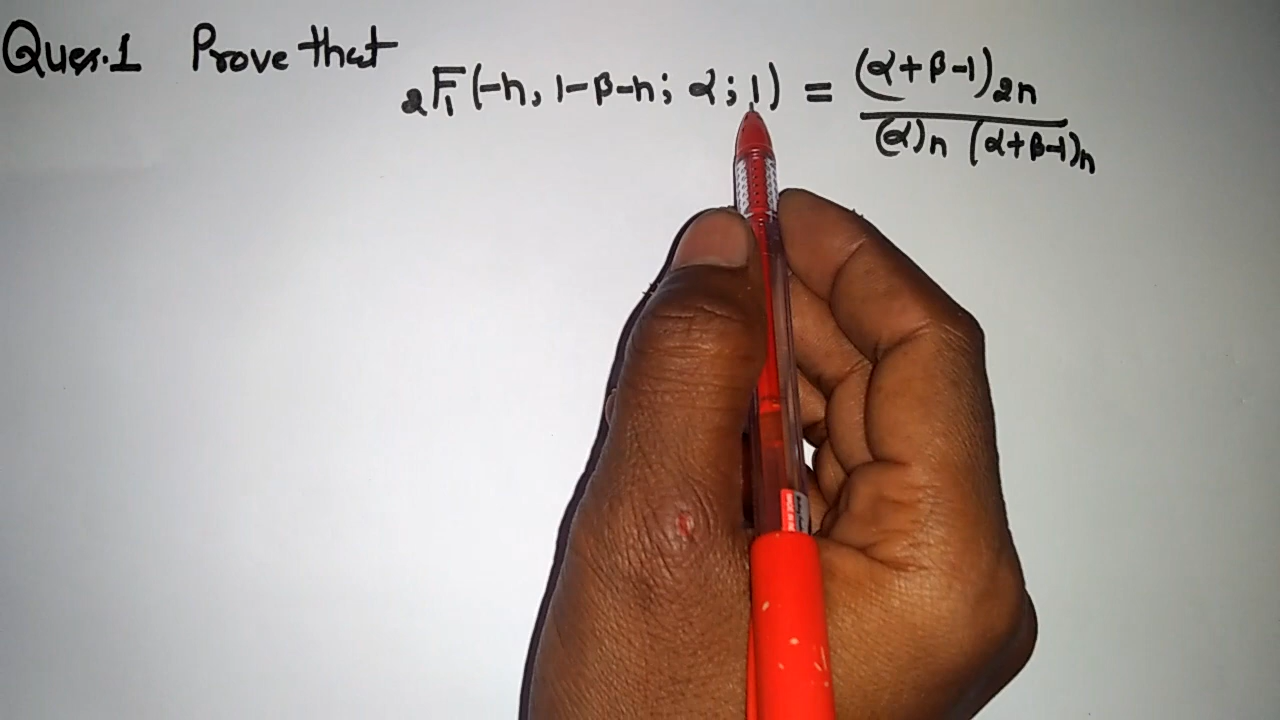 Ques.1 Prove that
₂F₁(-n, 1-β-n; α; 1) = (α+β-1)₂ₙ / (α)ₙ (α+β-1)ₙ